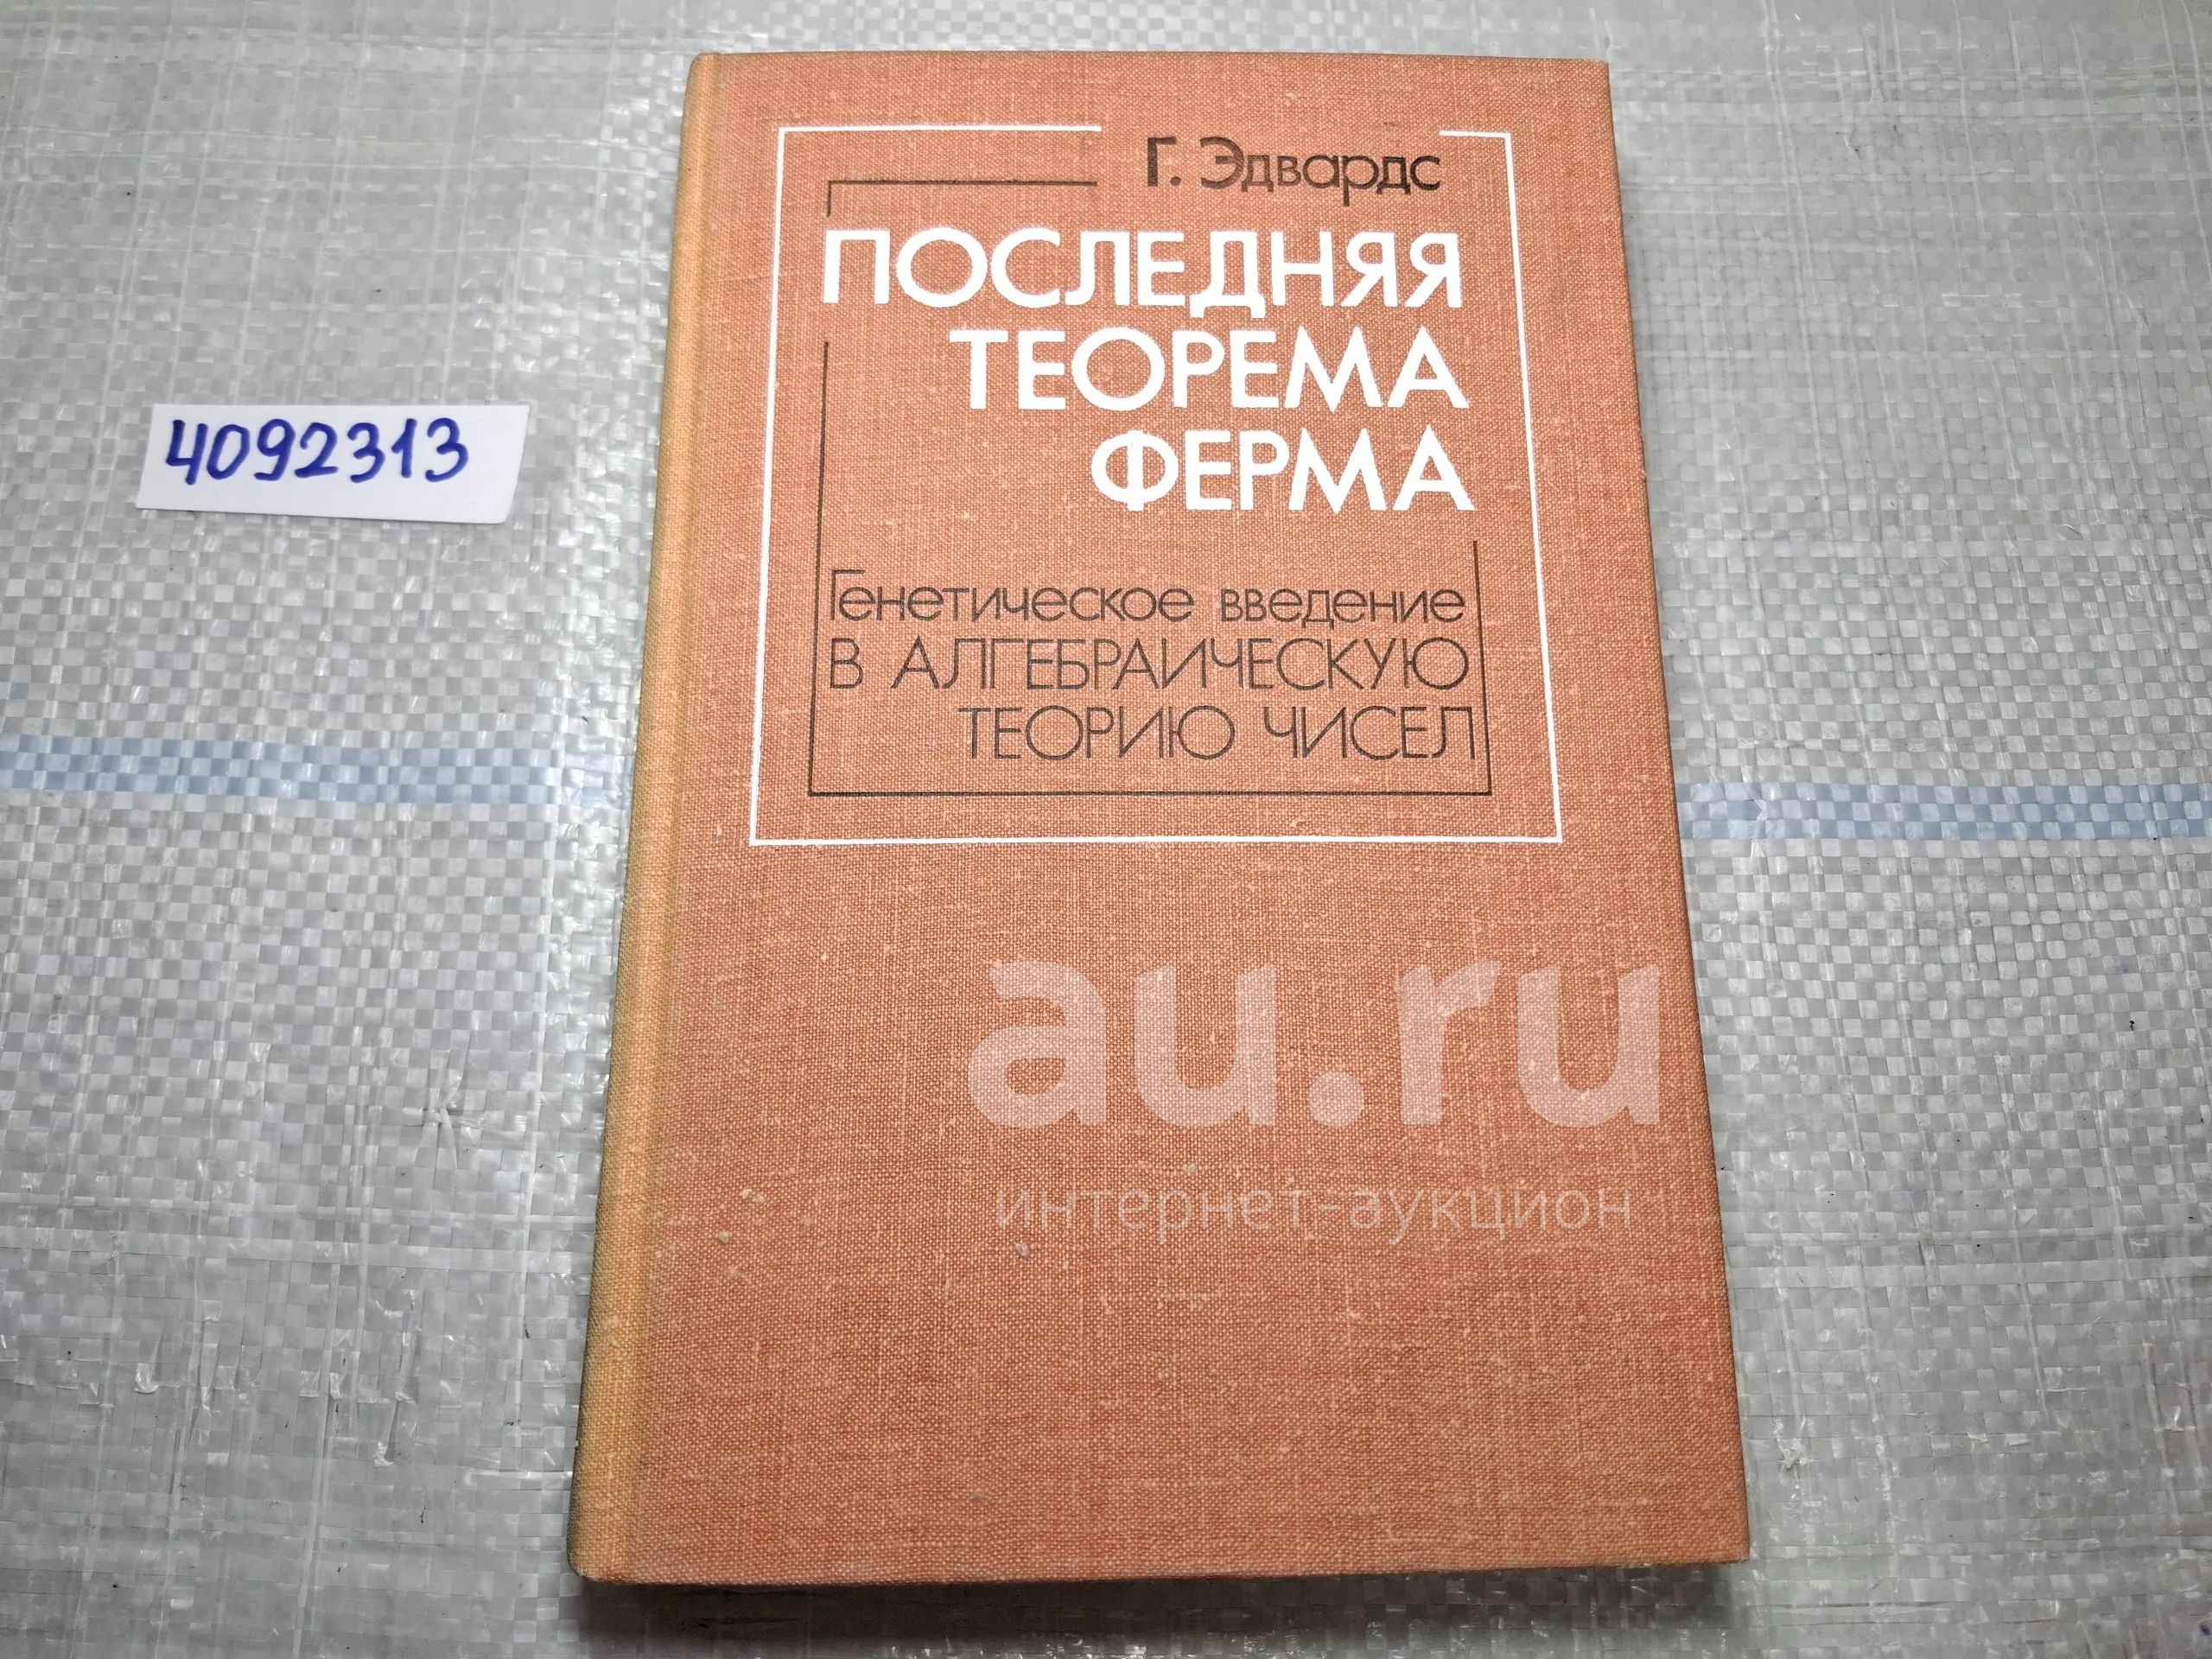 4092313
Г. Эдвардс
ПОСЛЕДНЯЯ
ТЕОРЕМА
ФЕРМА
Генетическое введение
В АЛГЕБРАИЧЕСКУЮ
ТЕОРИЮ ЧИСЕЛ
au.ru
интернет-аукцион